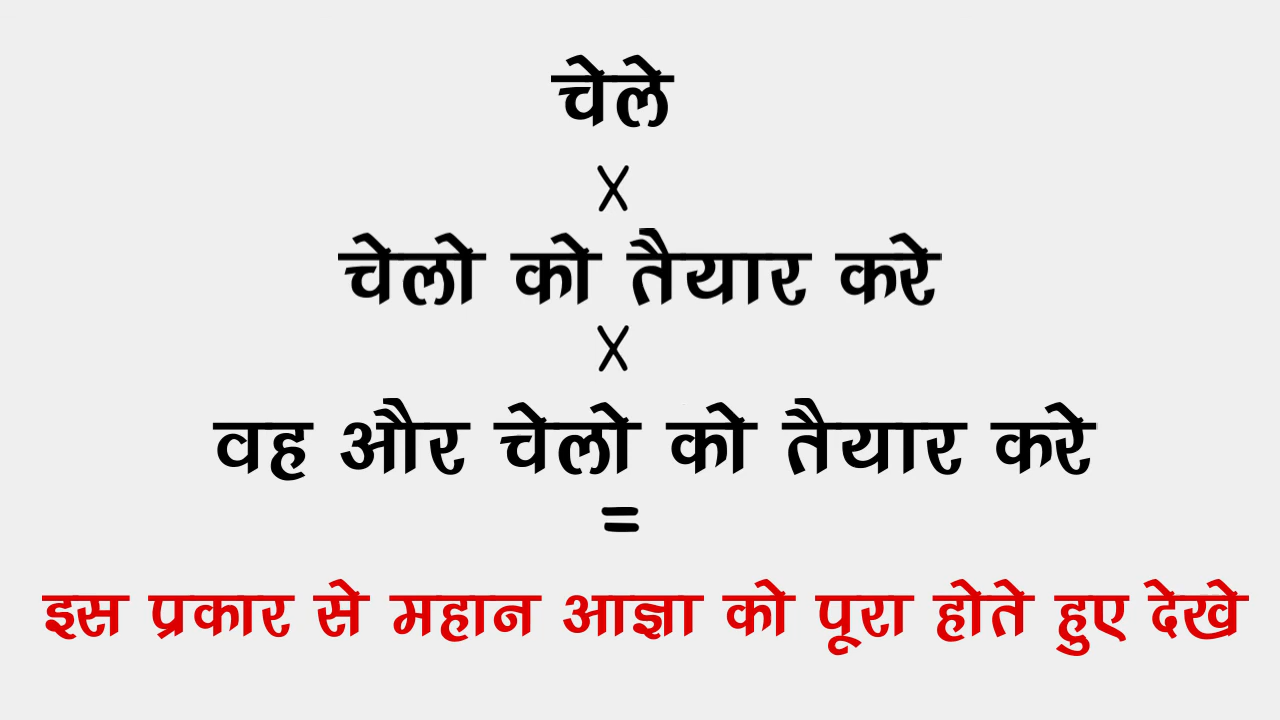 चेले
X
चेलो को तैयार करे
X
वह और चेलो को तैयार करे
=
इस प्रकार से महान आज्ञा को पूरा होते हुए देखे